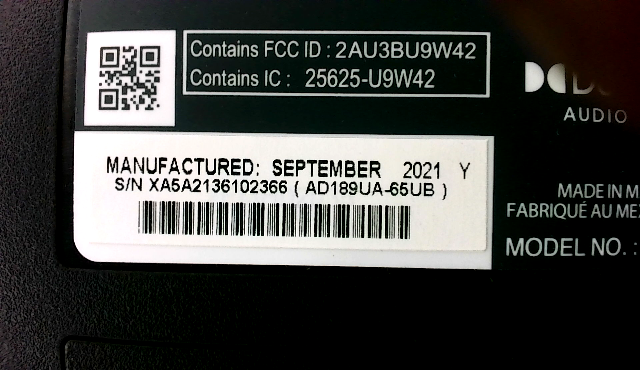 Contains FCC ID : 2AU3BU9W42
Contains IC : 25625-U9W42
AUDIO
MANUFACTURED: SEPTEMBER 2021 Y
S/N XA5A2136102366 ( AD189UA-65UB )
MADE IN
FABRIQUÉ AU
MODEL NO. :